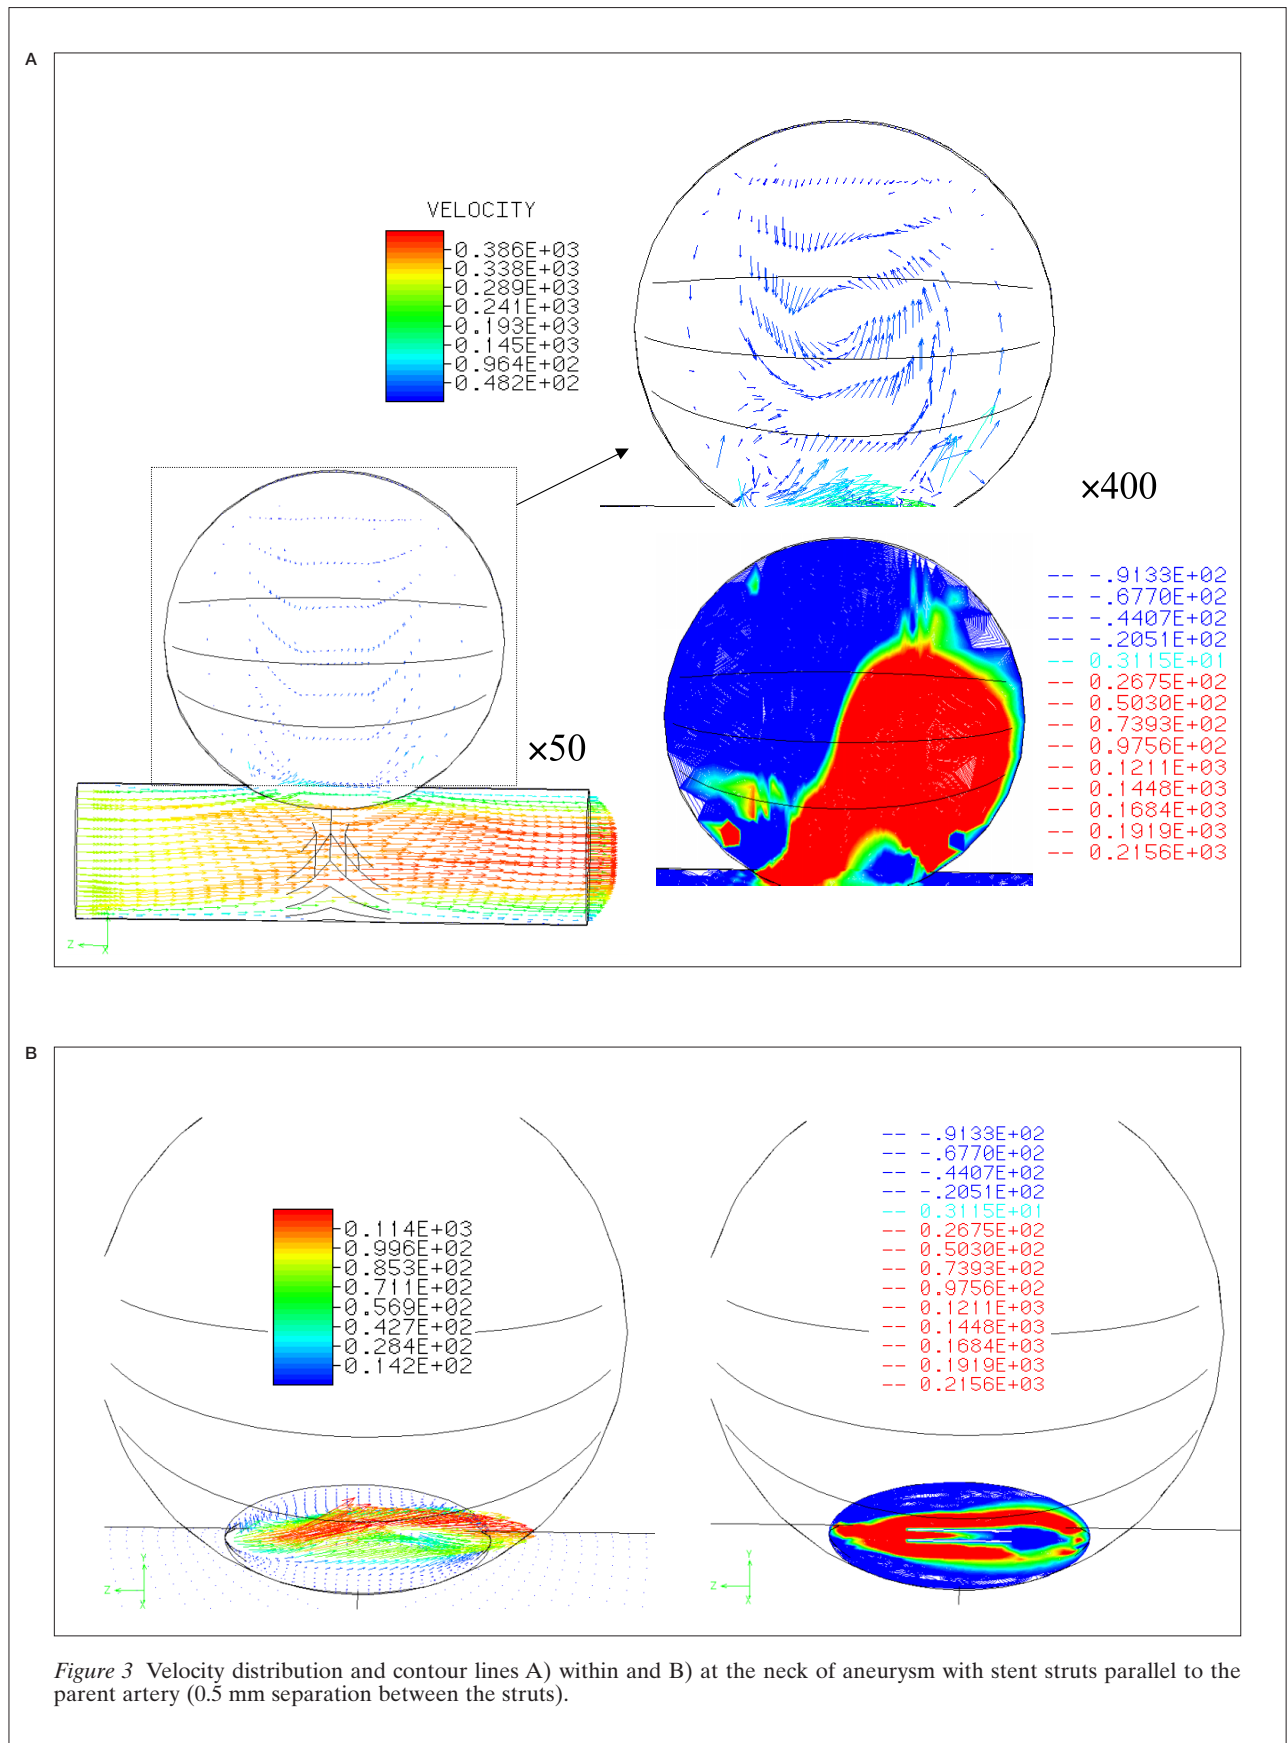 A
VELOCITY
0.386E+03
0.338E+03
0.289E+03
0.241E+03
0.193E+03
0.145E+03
0.964E+02
0.482E+02
×400
×50
-- -.9133E+02
-- -.6770E+02
-- -.4407E+02
-- -.2051E+02
-- 0.3115E+01
-- 0.2675E+02
-- 0.5030E+02
-- 0.7393E+02
-- 0.9756E+02
-- 0.1211E+03
-- 0.1448E+03
-- 0.1684E+03
-- 0.1919E+03
-- 0.2156E+03
Z
X
B
0.114E+03
0.996E+02
0.853E+02
0.711E+02
0.569E+02
0.427E+02
0.284E+02
0.142E+02
-- -.9133E+02
-- -.6770E+02
-- -.4407E+02
-- -.2051E+02
-- 0.3115E+01
-- 0.2675E+02
-- 0.5030E+02
-- 0.7393E+02
-- 0.9756E+02
-- 0.1211E+03
-- 0.1448E+03
-- 0.1684E+03
-- 0.1919E+03
-- 0.2156E+03
Y
Z
X
Y
Z
X
Figure 3 Velocity distribution and contour lines A) within and B) at the neck of aneurysm with stent struts parallel to the
parent artery (0.5 mm separation between the struts).